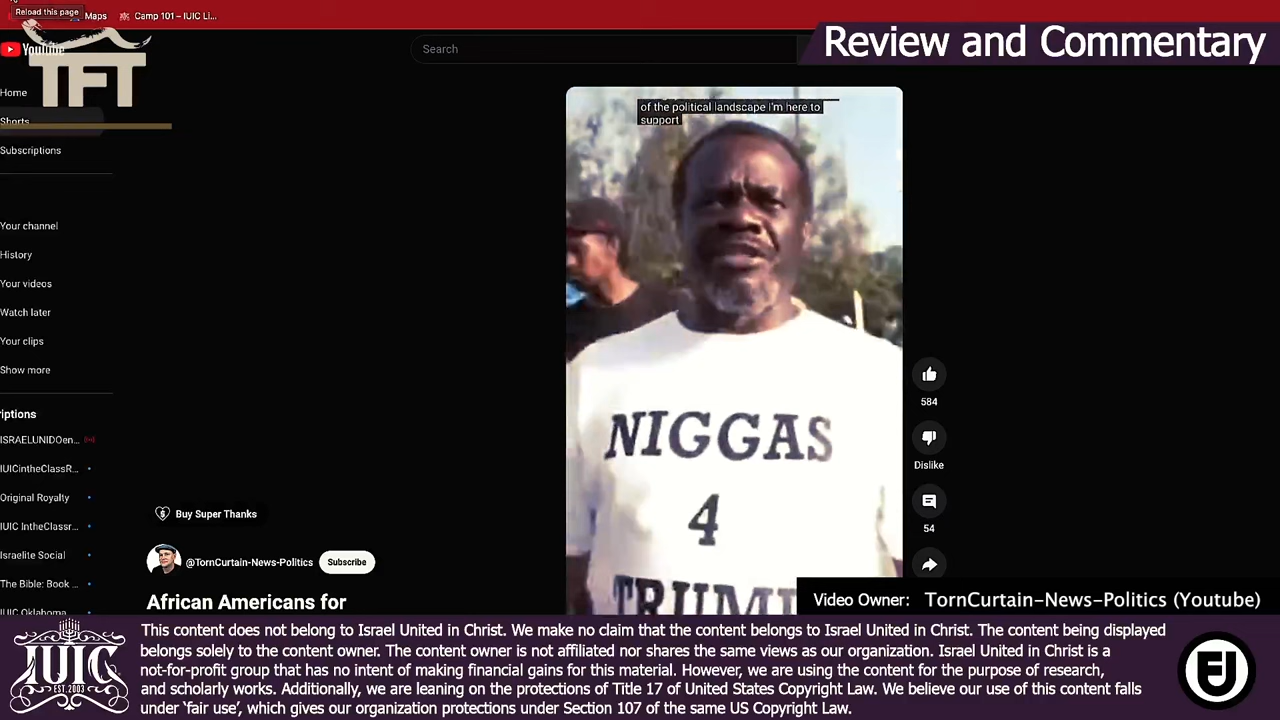 Reload this page
Maps
Camp 101 – IUIC Li...
YouTube
TFT
Search
Review and Commentary
Home
Shorts
Subscriptions
Your channel
History
Your videos
Watch later
Your clips
Show more
riptions
ISRAELUNIDOen...
IUICintheClassR...
Original Royalty
IUIC IntheClassr...
Israelite Social
The Bible: Book ...
IUIC Oklahoma
of the political landscape I'm here to
support
NIGGAS
4
TRUMP
584
Dislike
54
Buy Super Thanks
@TornCurtain-News-Politics
Subscribe
African Americans for
Video Owner: TornCurtain-News-Politics (Youtube)
IUIC
EST. 2003
This content does not belong to Israel United in Christ. We make no claim that the content belongs to Israel United in Christ. The content being displayed
belongs solely to the content owner. The content owner is not affiliated nor shares the same views as our organization. Israel United in Christ is a
not-for-profit group that has no intent of making financial gains for this material. However, we are using the content for the purpose of research,
and scholarly works. Additionally, we are leaning on the protections of Title 17 of United States Copyright Law. We believe our use of this content falls
under ‘fair use’, which gives our organization protections under Section 107 of the same US Copyright Law.